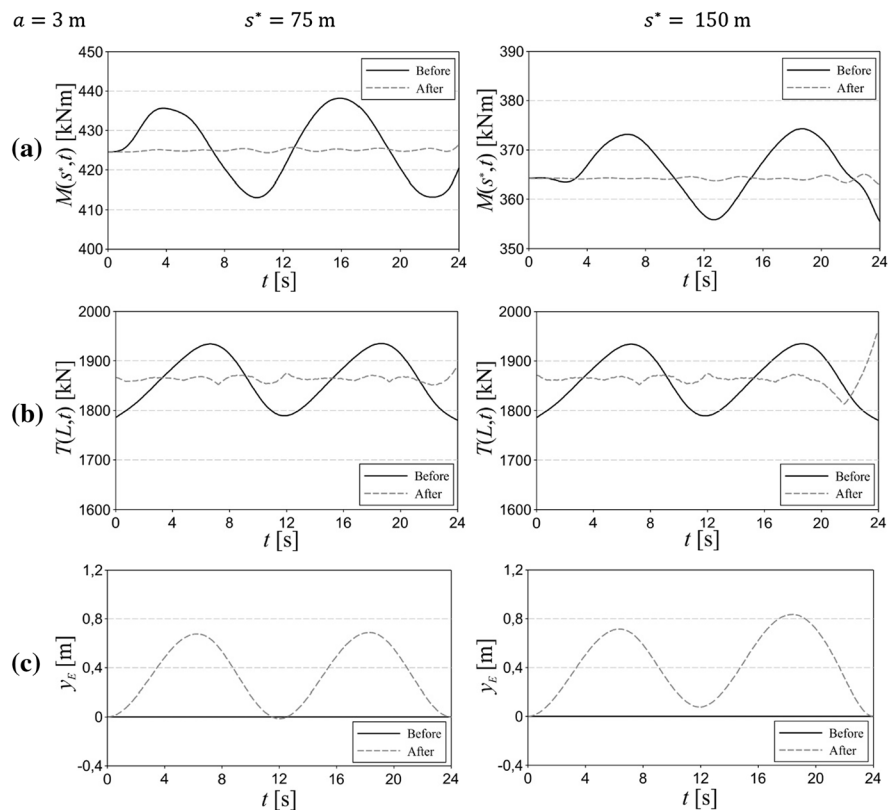 a = 3 m
s* = 75 m
s* = 150 m
(a)
M(s*,t) [kNm]
450
440
430
420
410
400
0 4 8 12 16 20 24
t [s]
Before
After
M(s*,t) [kNm]
390
380
370
360
350
0 4 8 12 16 20 24
t [s]
Before
After
(b)
T(L,t) [kN]
2000
1900
1800
1700
1600
0 4 8 12 16 20 24
t [s]
Before
After
T(L,t) [kN]
2000
1900
1800
1700
1600
0 4 8 12 16 20 24
t [s]
Before
After
(c)
yE [m]
1,2
0,8
0,4
0
-0,4
0 4 8 12 16 20 24
t [s]
Before
After
yE [m]
1,2
0,8
0,4
0
-0,4
0 4 8 12 16 20 24
t [s]
Before
After